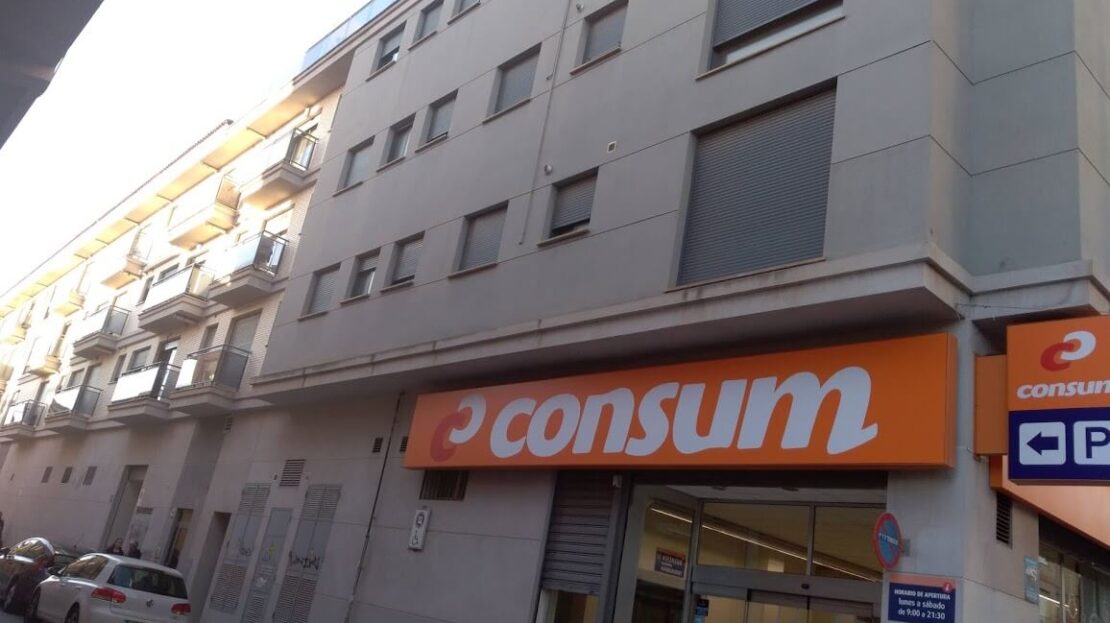 consum
consum
P
HORARIO DE APERTURA
lunes a sábado
de 9:00 a 21:30